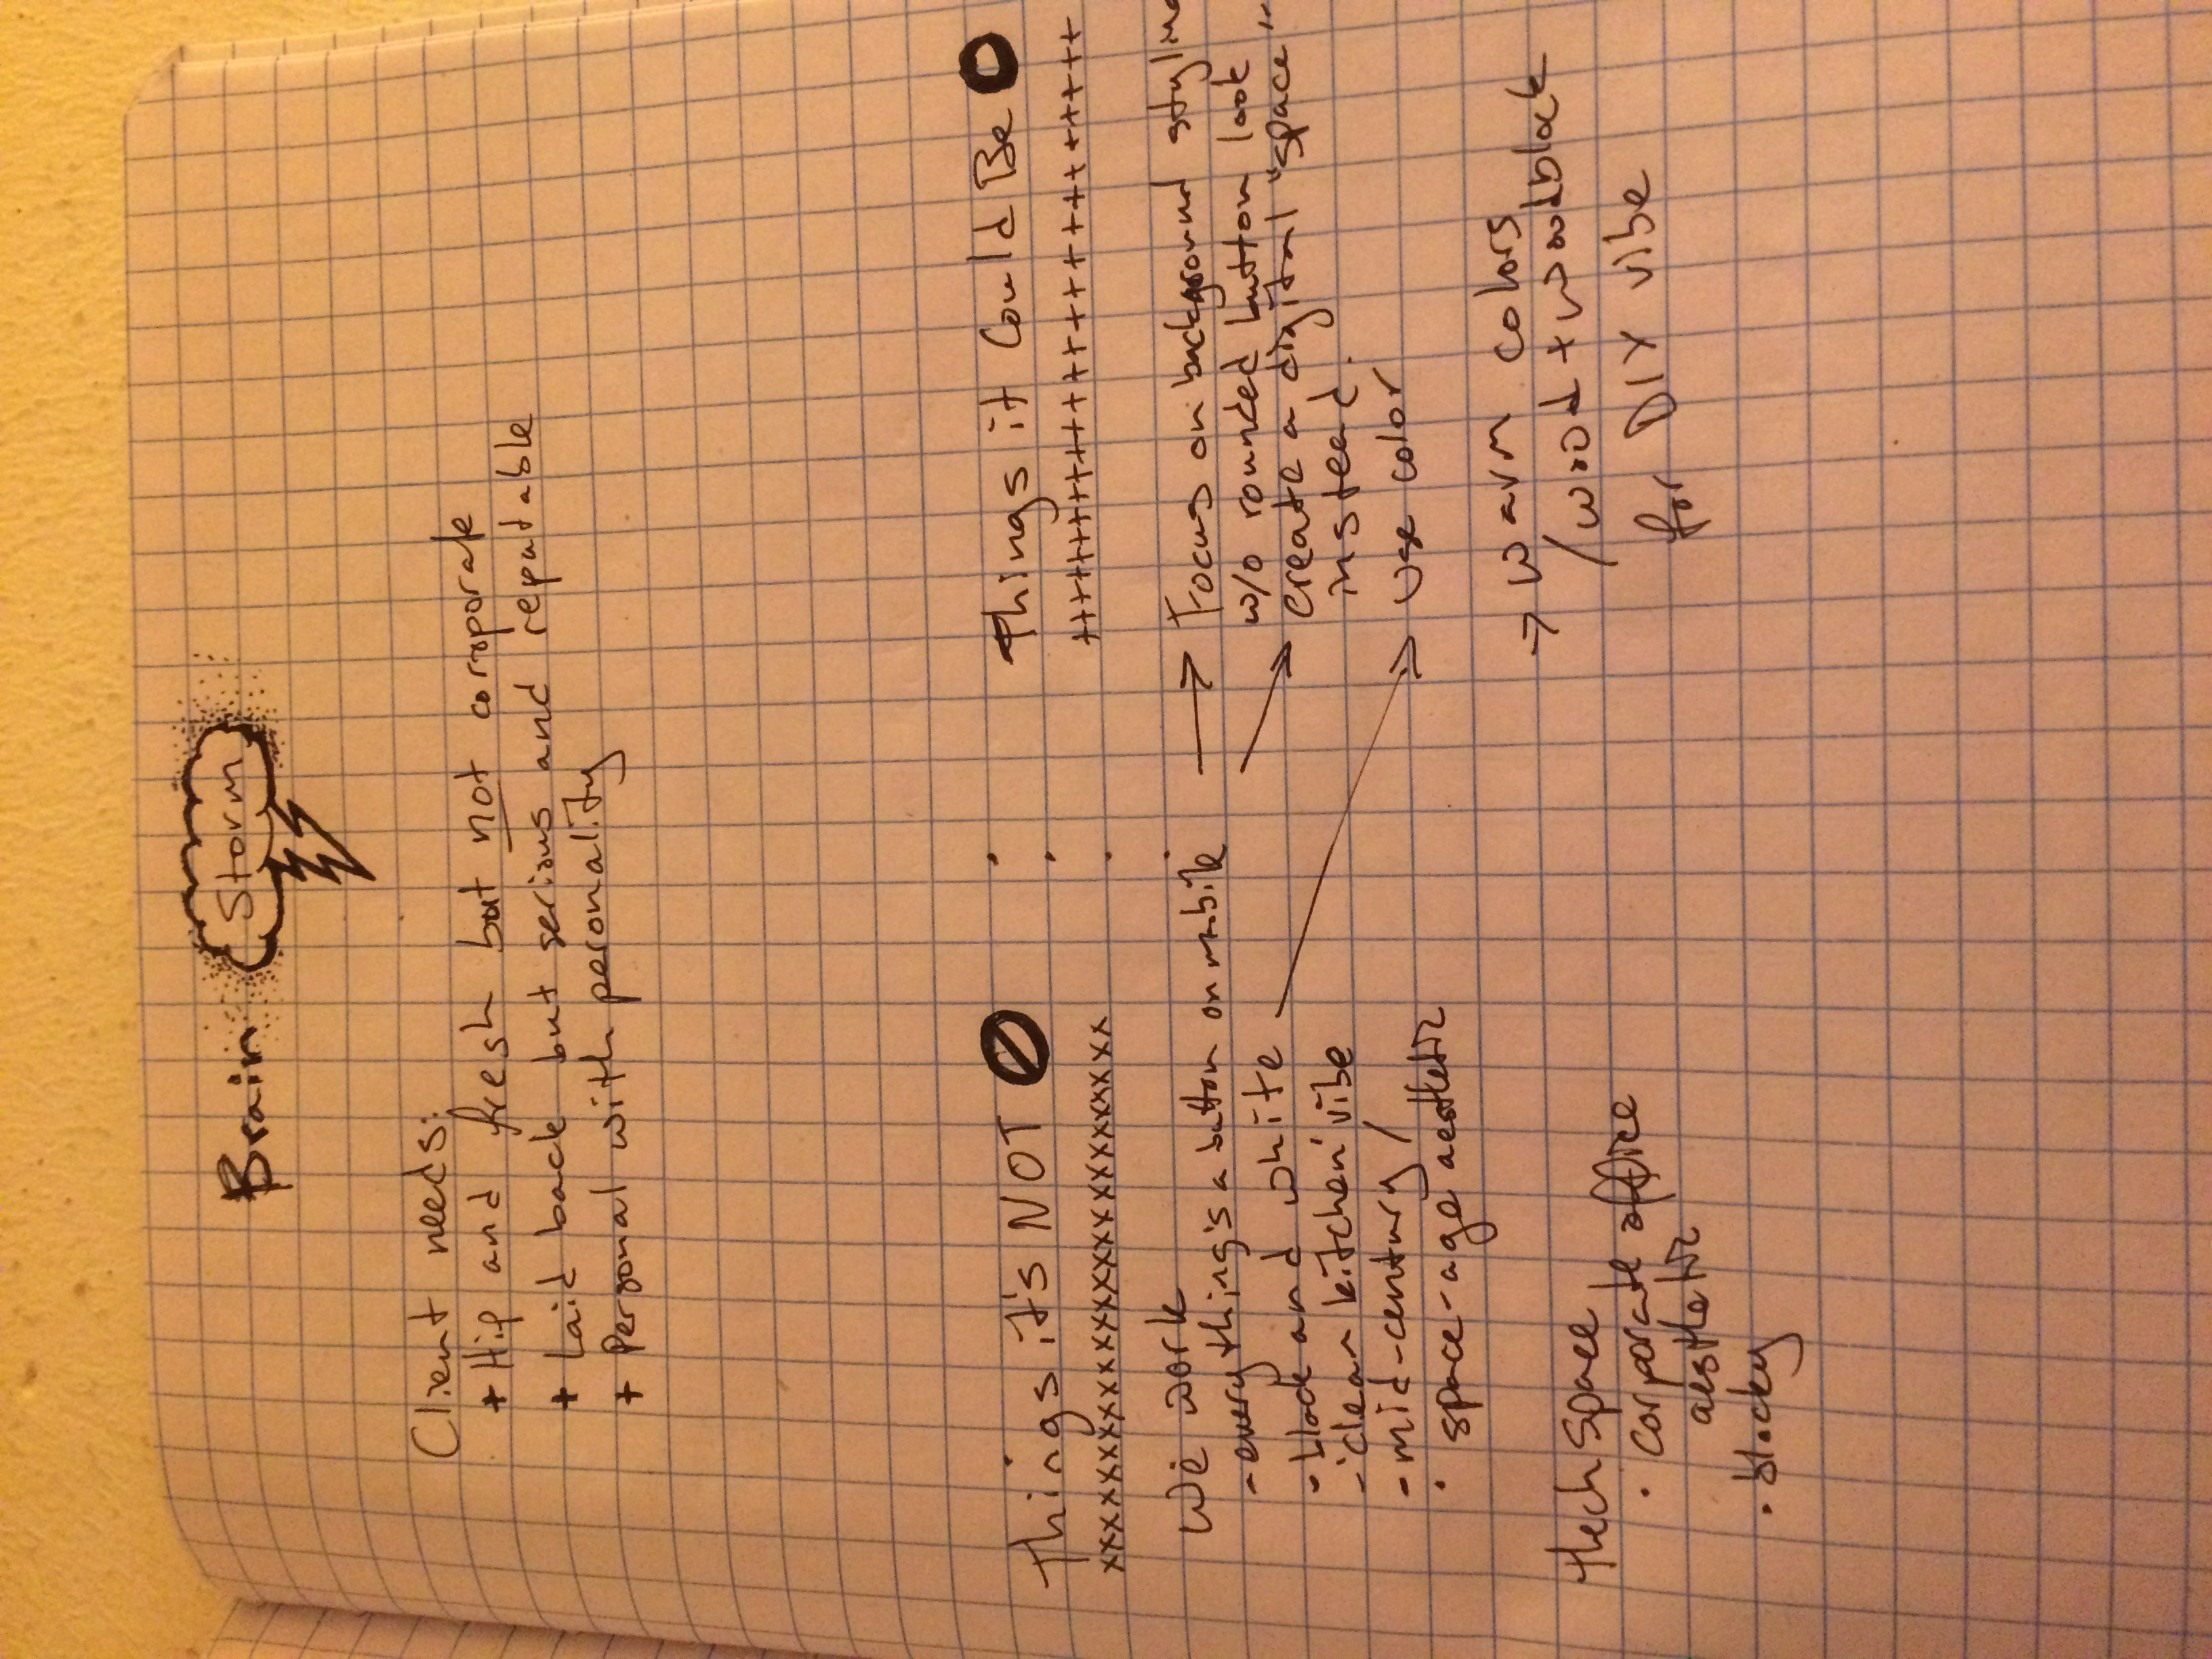 Brain Storm
Client needs:
+ Hip and fresh but not coroporate
+ Laid back but serious and reputable
+ Personal with peronality
Things it's NOT
xxxxxxxxxxxxxxxxxxxxxxxxx
We work
- everything's a button on mobile
- black and white
- 'clean kitchen' vibe
- mid-century /
space-age aesthetic
Tech Space
· corporate office
aesthetic
· blocky
Things it Could Be
+++++++++++++++++++++++++
→ Focus on background styling
w/o rounded button look
→ create a digital "space"
instead.
→ Use color
→ warm colors
/wood + woodblock
for DIY vibe